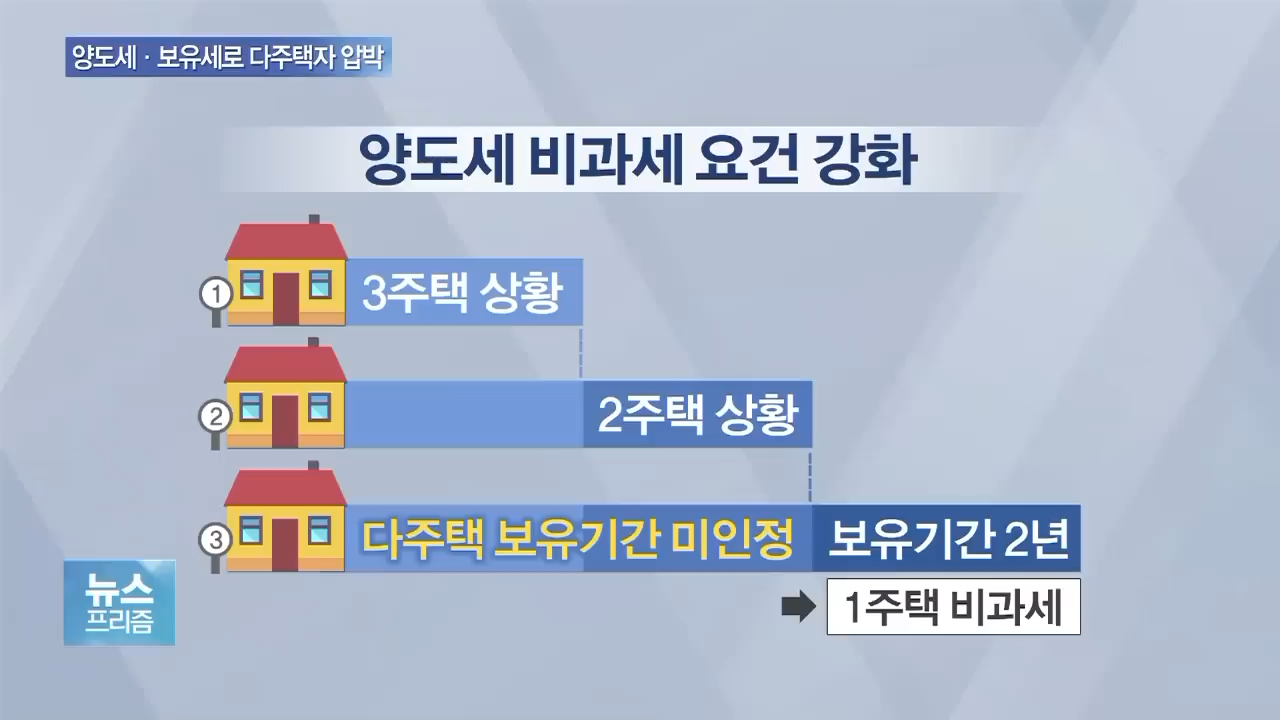 양도세 · 보유세로 다주택자 압박
양도세 비과세 요건 강화
1
3주택 상황
2
2주택 상황
3
다주택 보유기간 미인정
보유기간 2년
1주택 비과세
뉴스
프리즘